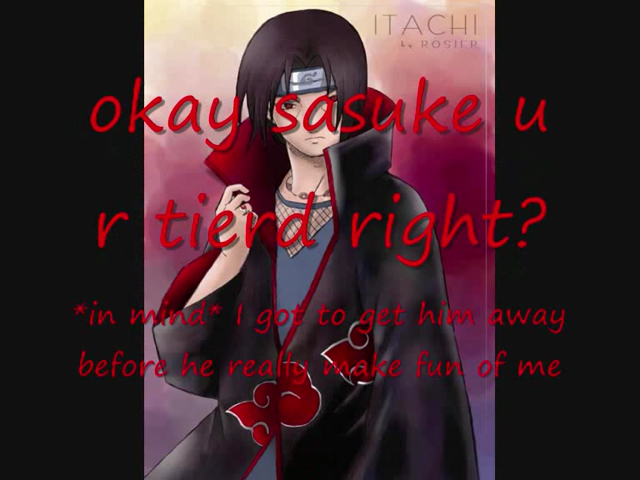 ITACHI
by ROSIER
okay sasuke u
r tierd right?
*in mind* I got to get him away
before he really make fun of me